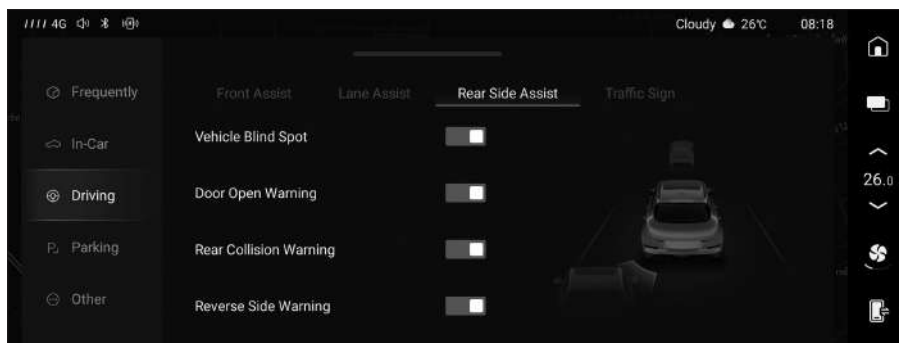 4G
Cloudy 26℃ 08:18
Frequently
In-Car
Driving
Parking
Other
Front Assist Lane Assist Rear Side Assist Traffic Sign
Vehicle Blind Spot
Door Open Warning
Rear Collision Warning
Reverse Side Warning
26.0